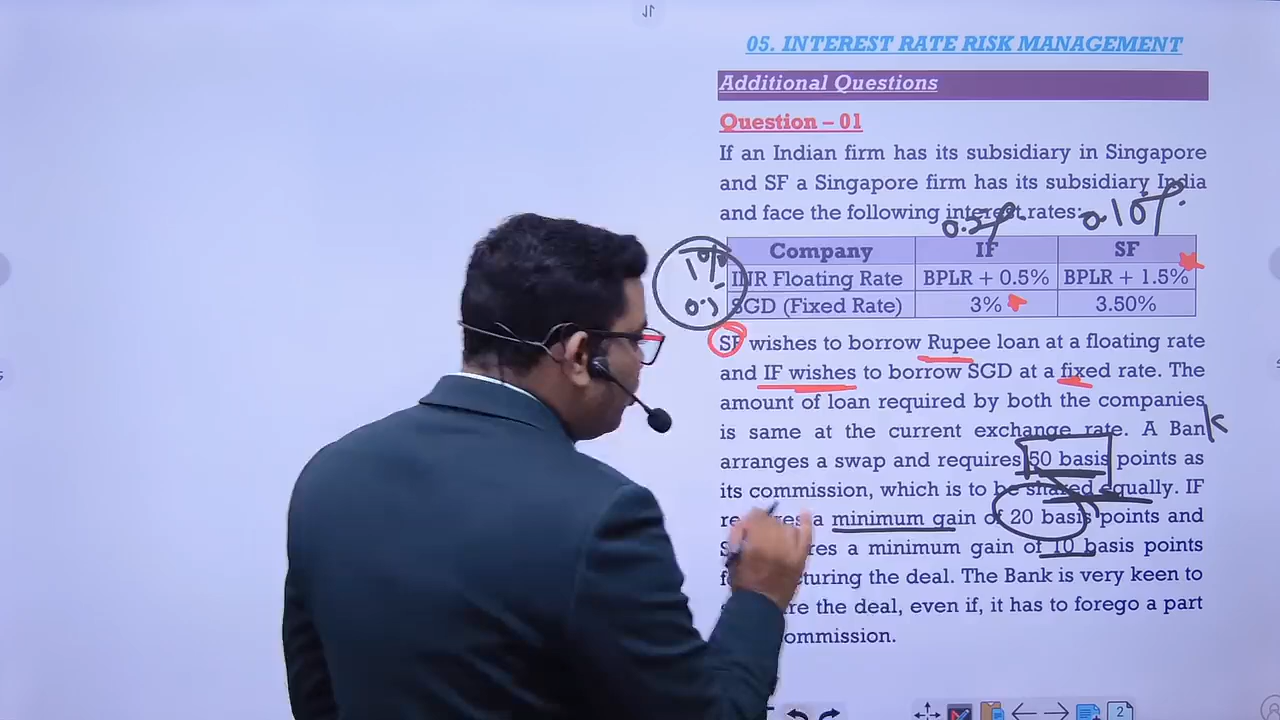 05. INTEREST RATE RISK MANAGEMENT
Additional Questions
Question – 01
If an Indian firm has its subsidiary in Singapore
and SF a Singapore firm has its subsidiary India
and face the following interest rates:
0.2% 0.10%
Company IF SF
1% INR Floating Rate BPLR + 0.5% BPLR + 1.5%
SGD (Fixed Rate) 3% 3.50%
SF wishes to borrow Rupee loan at a floating rate
and IF wishes to borrow SGD at a fixed rate. The
amount of loan required by both the companies
is same at the current exchange rate. A Bank
arranges a swap and requires 50 basis points as
its commission, which is to be shared equally. IF
a minimum gain of 20 basis points and
a minimum gain of 10 basis points
the deal. The Bank is very keen to
the deal, even if, it has to forego a part
2